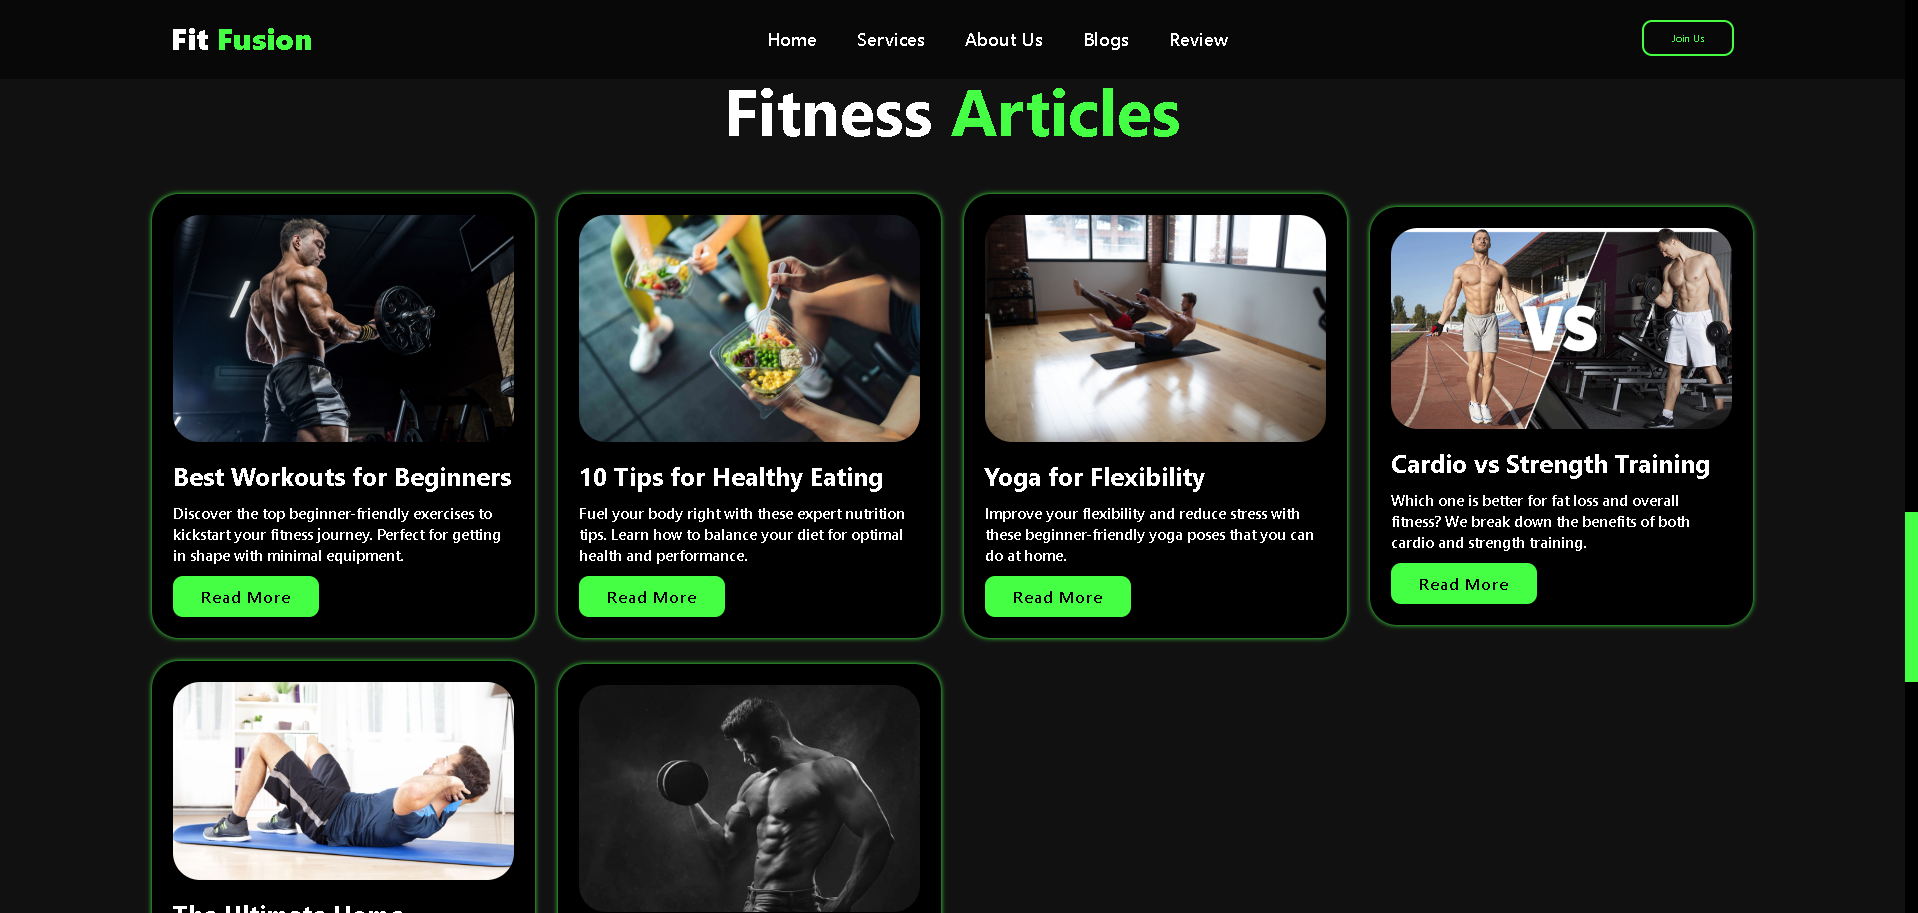 Fit Fusion
Home
Services
About Us
Blogs
Review
Join Us
Fitness Articles
Best Workouts for Beginners
Discover the top beginner-friendly exercises to
kickstart your fitness journey. Perfect for getting
in shape with minimal equipment.
Read More
10 Tips for Healthy Eating
Fuel your body right with these expert nutrition
tips. Learn how to balance your diet for optimal
health and performance.
Read More
Yoga for Flexibility
Improve your flexibility and reduce stress with
these beginner-friendly yoga poses that you can
do at home.
Read More
VS
Cardio vs Strength Training
Which one is better for fat loss and overall
fitness? We break down the benefits of both
cardio and strength training.
Read More
The Ultimate Home